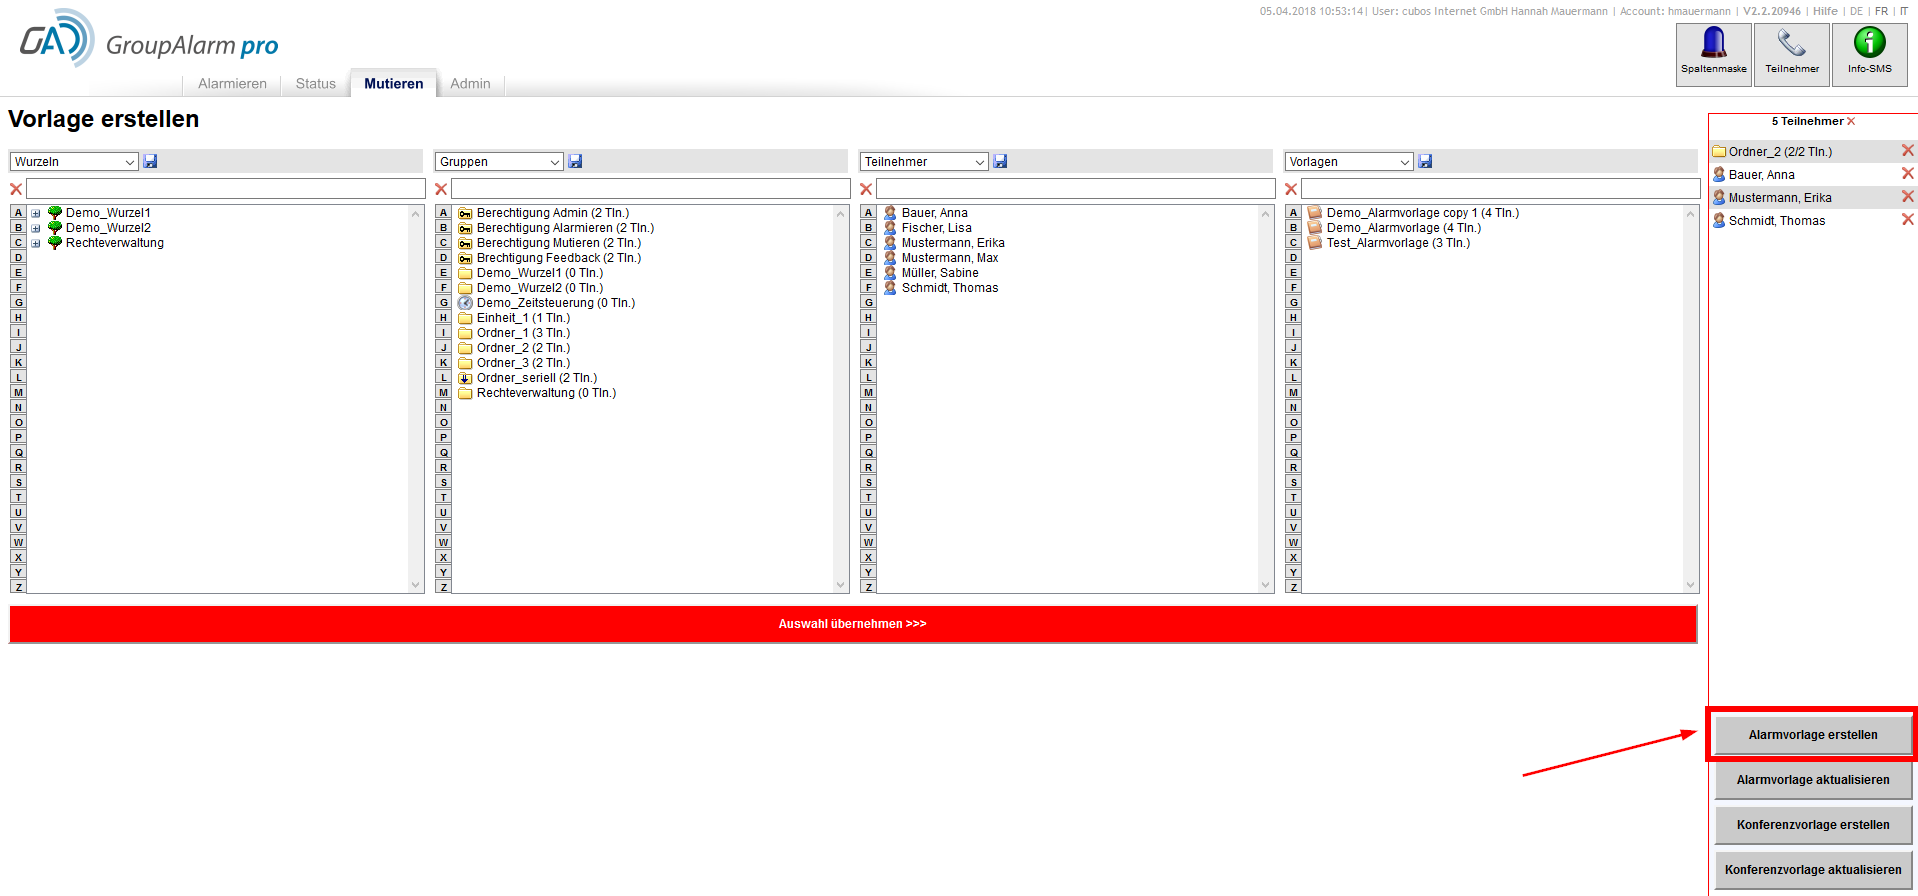 05.04.2018 10:53:14| User: cubos Internet GmbH Hannah Mauermann | Account: hmauermann | V2.2.20946 | Hilfe | DE | FR | IT
GroupAlarm pro
Spaltenmaske
Teilnehmer
Info-SMS
Alarmieren
Status
Mutieren
Admin
Vorlage erstellen
Wurzeln
A
B
C
D
E
F
G
H
I
J
K
L
M
N
O
P
Q
R
S
T
U
V
W
X
Y
Z
Demo_Wurzel1
Demo_Wurzel2
Rechteverwaltung
Gruppen
A
B
C
D
E
F
G
H
I
J
K
L
M
N
O
P
Q
R
S
T
U
V
W
X
Y
Z
Berechtigung Admin (2 Tln.)
Berechtigung Alarmieren (2 Tln.)
Berechtigung Mutieren (2 Tln.)
Brechtigung Feedback (2 Tln.)
Demo_Wurzel1 (0 Tln.)
Demo_Wurzel2 (0 Tln.)
Demo_Zeitsteuerung (0 Tln.)
Einheit_1 (1 Tln.)
Ordner_1 (3 Tln.)
Ordner_2 (2 Tln.)
Ordner_3 (2 Tln.)
Ordner_seriell (2 Tln.)
Rechteverwaltung (0 Tln.)
Teilnehmer
A
B
C
D
E
F
G
H
I
J
K
L
M
N
O
P
Q
R
S
T
U
V
W
X
Y
Z
Bauer, Anna
Fischer, Lisa
Mustermann, Erika
Mustermann, Max
Müller, Sabine
Schmidt, Thomas
Vorlagen
A
B
C
D
E
F
G
H
I
J
K
L
M
N
O
P
Q
R
S
T
U
V
W
X
Y
Z
Demo_Alarmvorlage copy 1 (4 Tln.)
Demo_Alarmvorlage (4 Tln.)
Test_Alarmvorlage (3 Tln.)
Auswahl übernehmen >>>
5 Teilnehmer
Ordner_2 (2/2 Tln.)
Bauer, Anna
Mustermann, Erika
Schmidt, Thomas
Alarmvorlage erstellen
Alarmvorlage aktualisieren
Konferenzvorlage erstellen
Konferenzvorlage aktualisieren